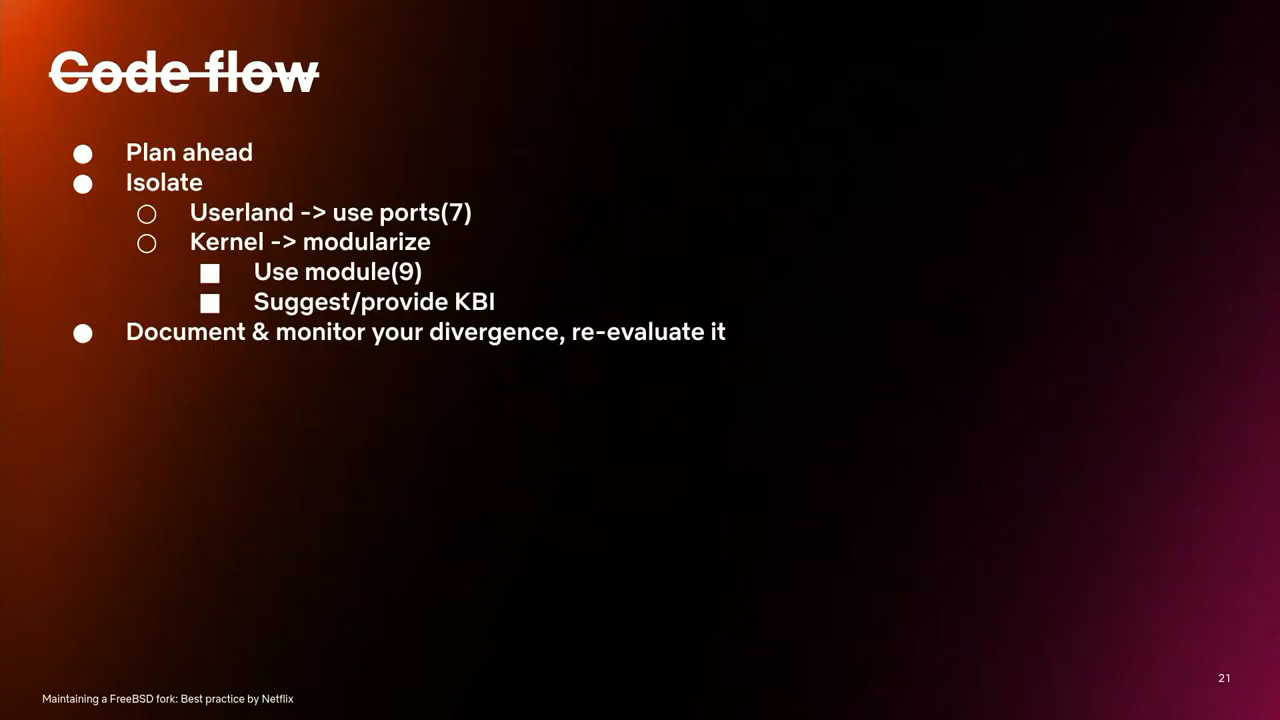 Code flow
● Plan ahead
● Isolate
○ Userland -> use ports(7)
○ Kernel -> modularize
■ Use module(9)
■ Suggest/provide KBI
● Document & monitor your divergence, re-evaluate it
21
Maintaining a FreeBSD fork: Best practice by Netflix